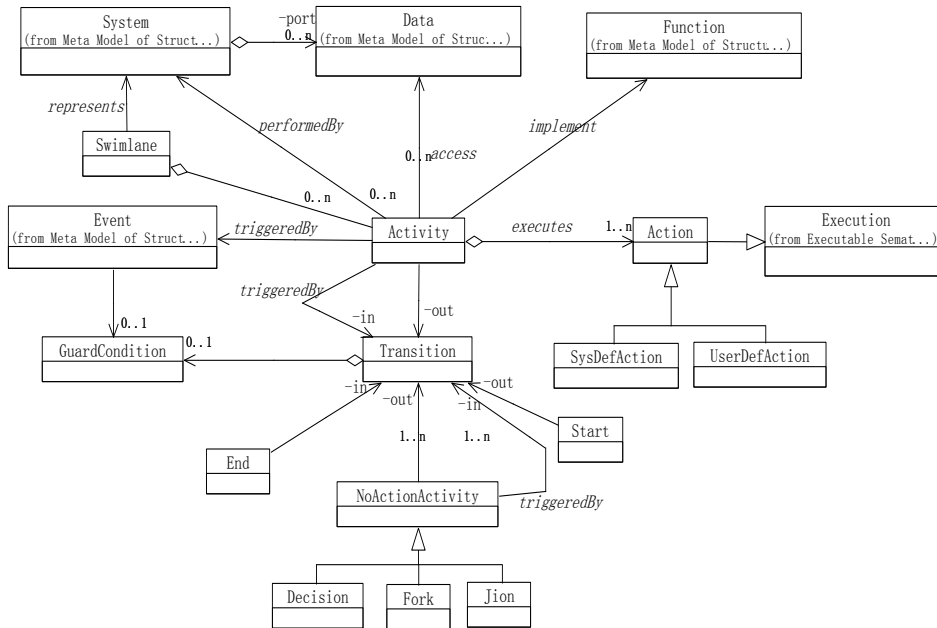 System
(from Meta Model of Struct...)
-port
0..n
Data
(from Meta Model of Struc...)
Function
(from Meta Model of Structu...)
represents
performedBy
0..n
access
implement
Swimlane
0..n
0..n
Event
(from Meta Model of Struct...)
triggeredBy
Activity
executes
1..n
Action
Execution
(from Executable Semat...)
triggeredBy
-in
-out
0..1
GuardCondition
0..1
Transition
SysDefAction
UserDefAction
-in
-out
-in
-out
End
1..n
1..n
Start
NoActionActivity
triggeredBy
Decision
Fork
Jion